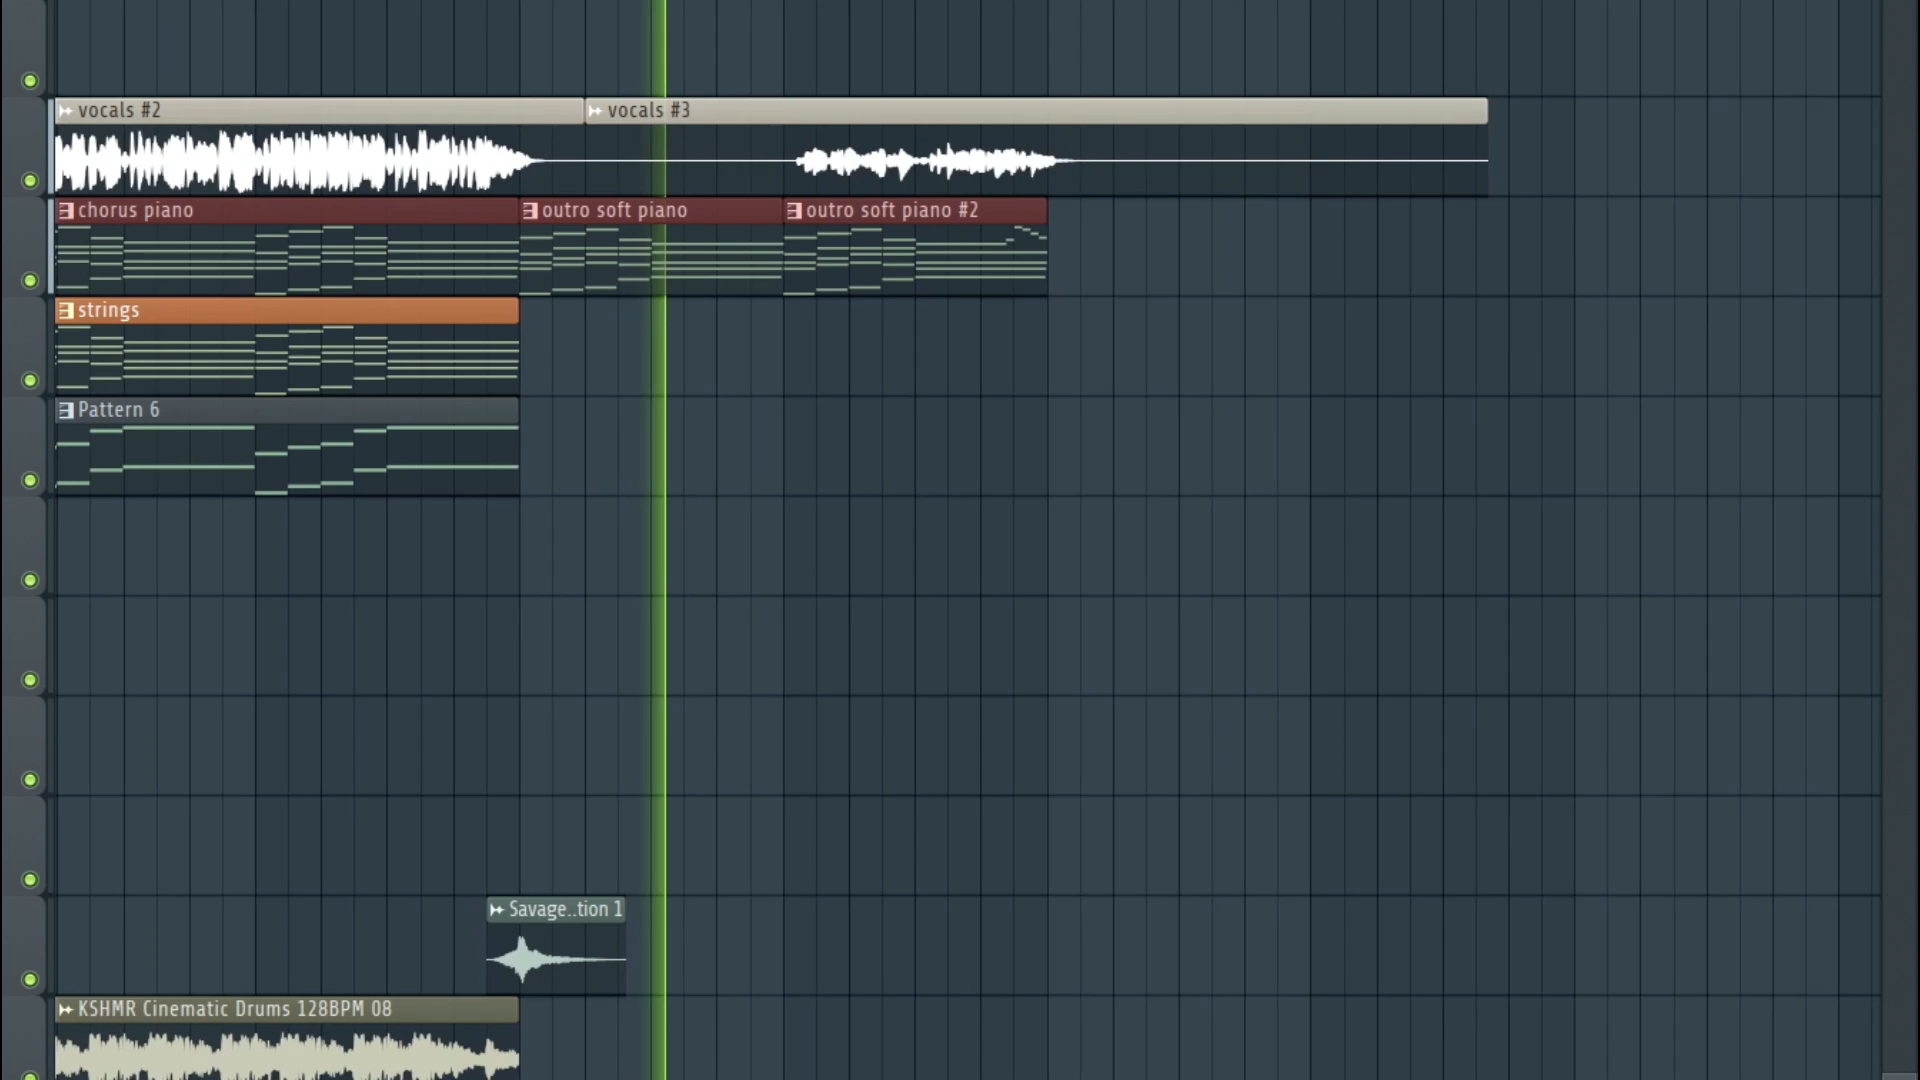 vocals #2
vocals #3
chorus piano
outro soft piano
outro soft piano #2
strings
Pattern 6
Savage..tion 1
KSHMR Cinematic Drums 128BPM 08